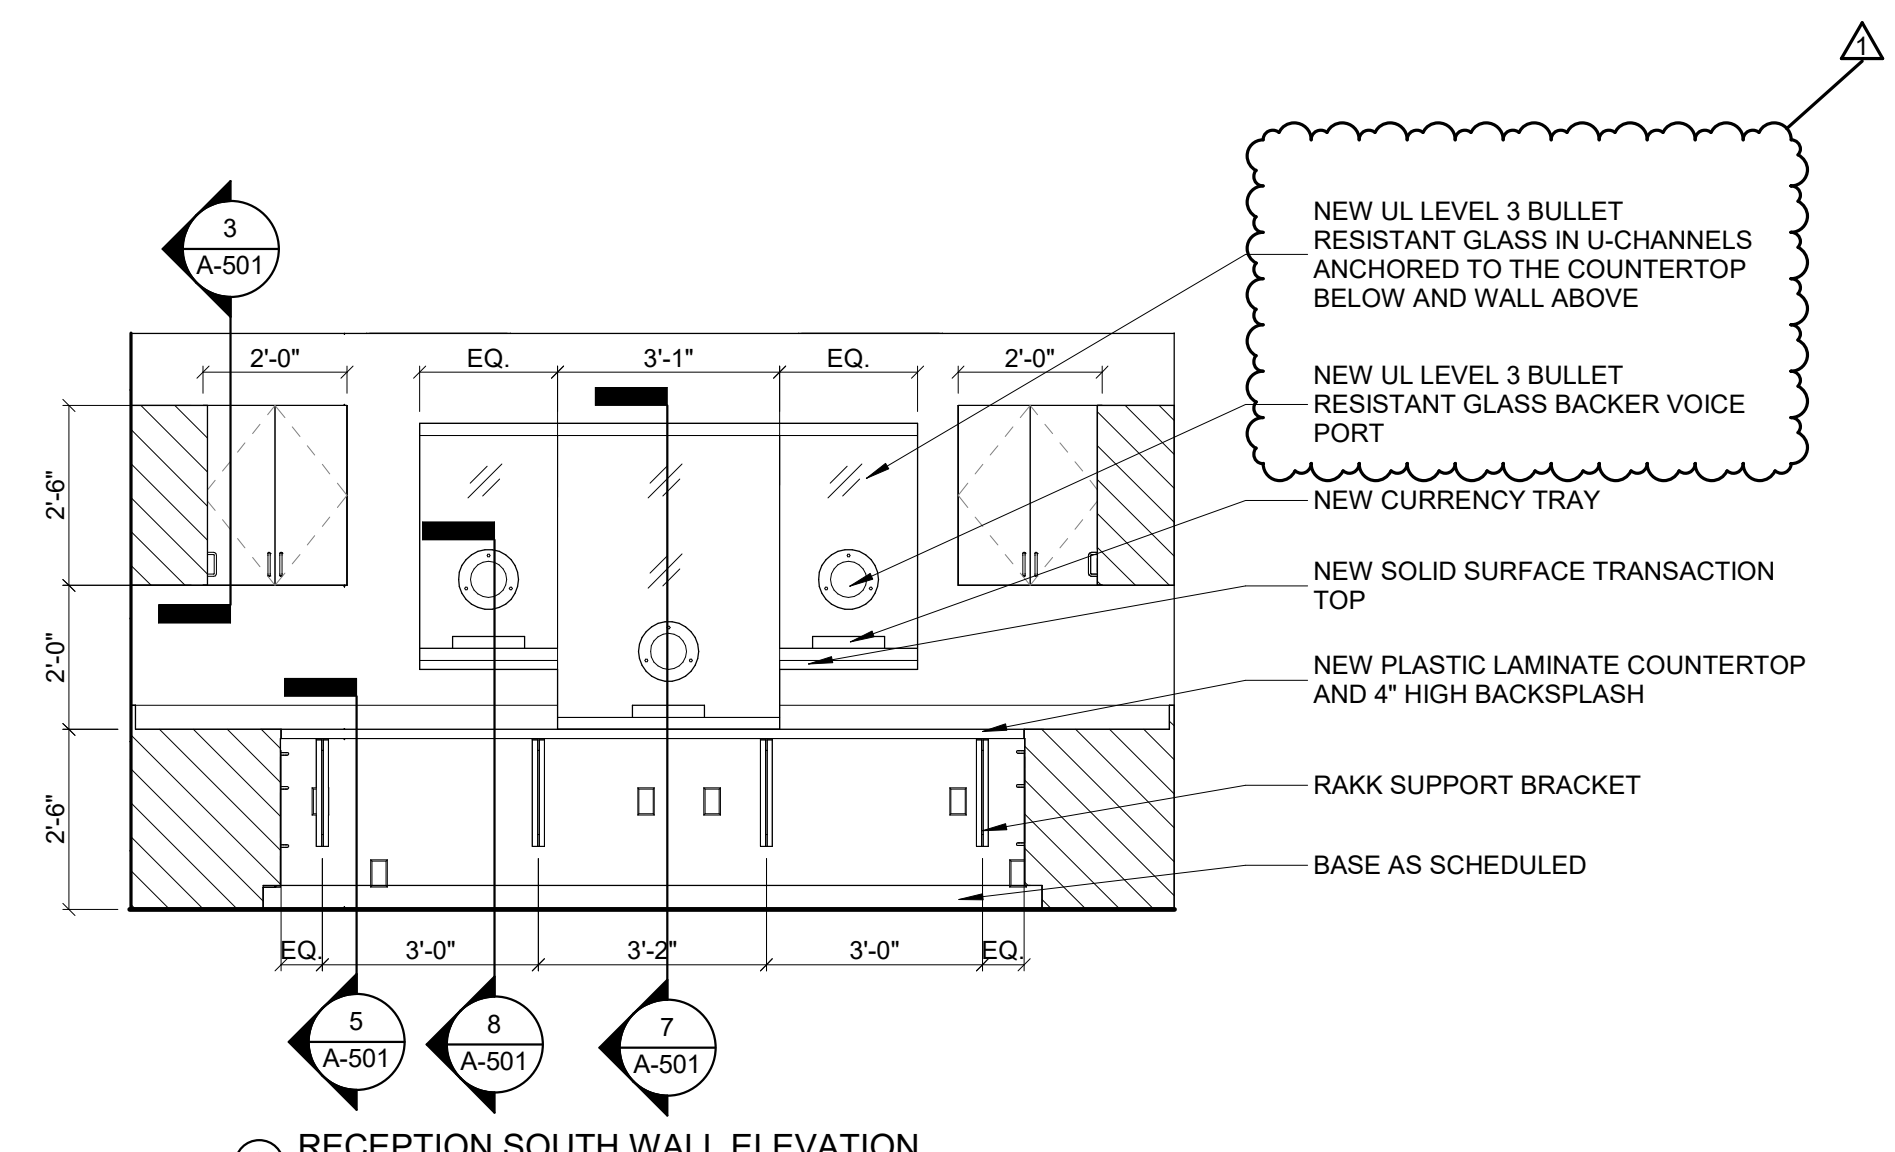 1
NEW UL LEVEL 3 BULLET
RESISTANT GLASS IN U-CHANNELS
ANCHORED TO THE COUNTERTOP
BELOW AND WALL ABOVE
3
A-501
2'-0"
EQ.
3'-1"
EQ.
2'-0"
NEW UL LEVEL 3 BULLET
RESISTANT GLASS BACKER VOICE
PORT
2'-6"
NEW CURRENCY TRAY
NEW SOLID SURFACE TRANSACTION
TOP
2'-0"
NEW PLASTIC LAMINATE COUNTERTOP
AND 4" HIGH BACKSPLASH
2'-6"
RAKK SUPPORT BRACKET
BASE AS SCHEDULED
EQ.
3'-0"
3'-2"
3'-0"
EQ.
5
A-501
8
A-501
7
A-501
RECEPTION SOUTH WALL ELEVATION